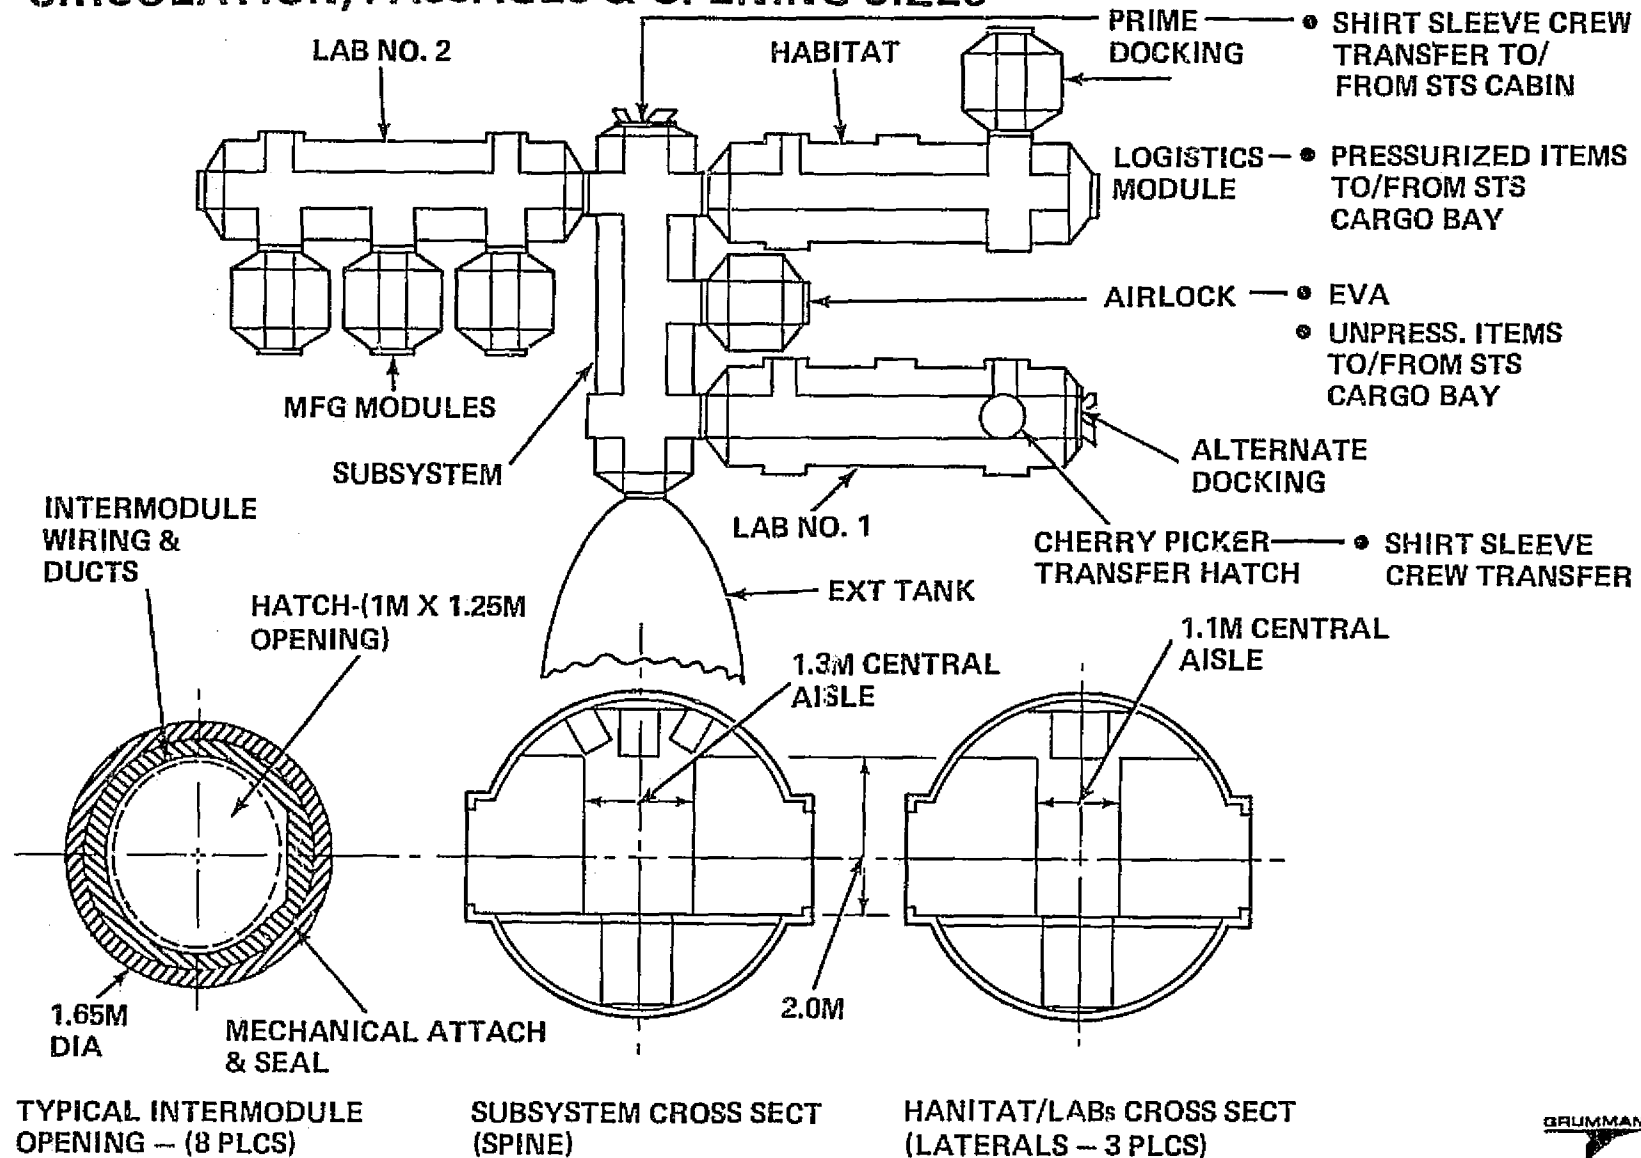 CIRCULATION, PASSAGES & OPENING SIZES
LAB NO. 2
HABITAT
PRIME
DOCKING
• SHIRT SLEEVE CREW
TRANSFER TO/
FROM STS CABIN
LOGISTICS
MODULE
• PRESSURIZED ITEMS
TO/FROM STS
CARGO BAY
AIRLOCK
• EVA
• UNPRESS. ITEMS
TO/FROM STS
CARGO BAY
MFG MODULES
SUBSYSTEM
ALTERNATE
DOCKING
LAB NO. 1
CHERRY PICKER
TRANSFER HATCH
• SHIRT SLEEVE
CREW TRANSFER
INTERMODULE
WIRING &
DUCTS
HATCH-(1M X 1.25M
OPENING)
EXT TANK
1.3M CENTRAL
AISLE
1.1M CENTRAL
AISLE
1.65M
DIA
MECHANICAL ATTACH
& SEAL
2.0M
TYPICAL INTERMODULE
OPENING – (8 PLCS)
SUBSYSTEM CROSS SECT
(SPINE)
HANITAT/LABs CROSS SECT
(LATERALS – 3 PLCS)
GRUMMAN